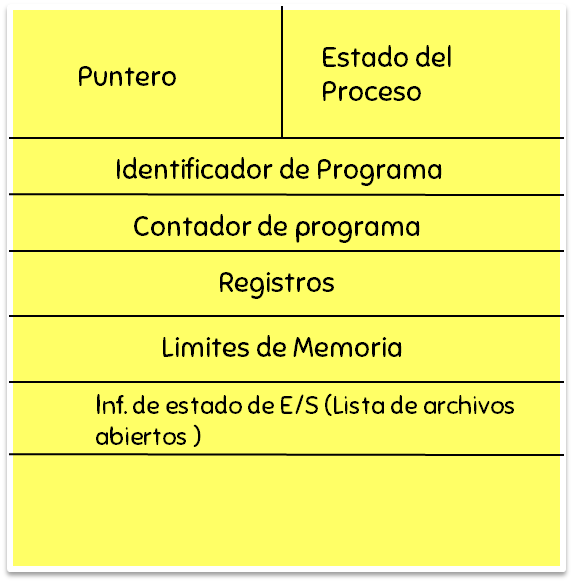 Puntero
Estado del
Proceso
Identificador de Programa
Contador de programa
Registros
Limites de Memoria
Inf. de estado de E/S (Lista de archivos
abiertos )